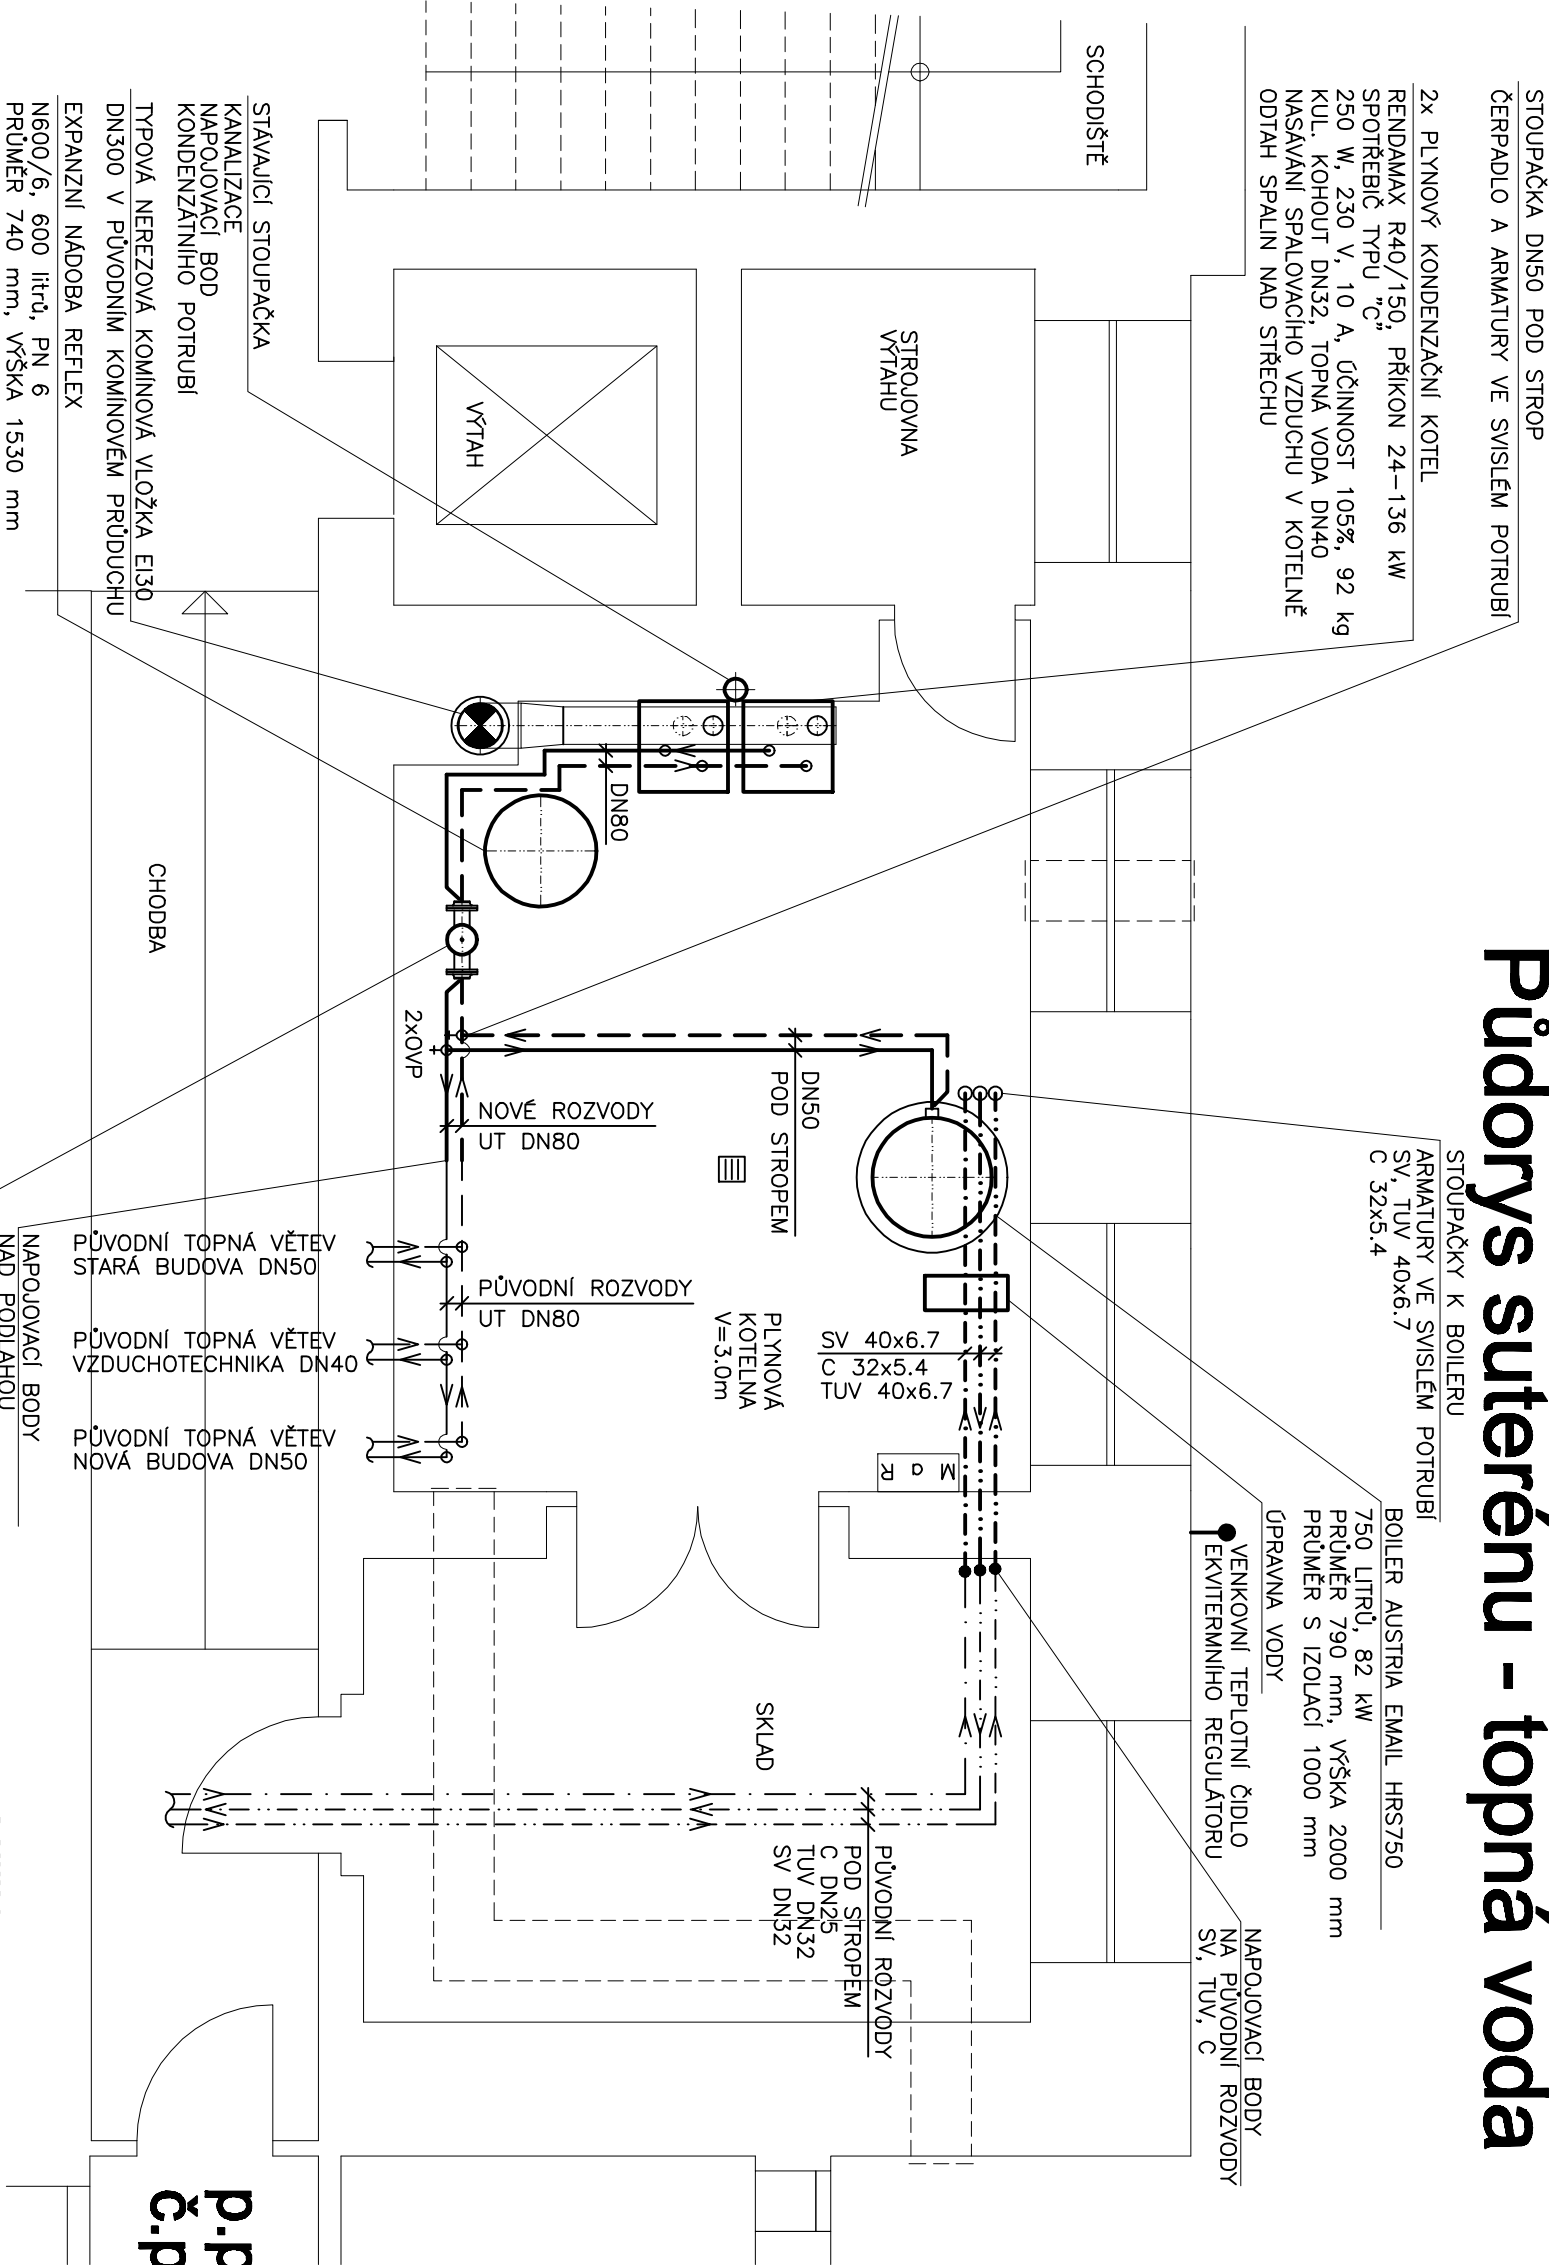 Půdorys suterénu - topná voda
STOUPAČKA DN50 POD STROP
ČERPADLO A ARMATURY VE SVISLÉM POTRUBÍ
2x PLYNOVÝ KONDENZAČNÍ KOTEL
RENDAMAX R40/150, PŘÍKON 24-136 kW
SPOTŘEBIČ TYPU „C”
250 W, 230 V, 10 A, ÚČINNOST 105%, 92 kg
KUL. KOHOUT DN32, TOPNÁ VODA DN40
NASÁVÁNÍ SPALOVACÍHO VZDUCHU V KOTELNĚ
ODTAH SPALIN NAD STŘECHU
SCHODIŠTĚ
STROJOVNA
VÝTAHU
VÝTAH
STÁVAJÍCÍ STOUPAČKA
KANALIZACE
NAPOJOVACÍ BOD
KONDENZÁTNÍHO POTRUBÍ
TYPOVÁ NEREZOVÁ KOMÍNOVÁ VLOŽKA EI30
DN300 V PŮVODNÍM KOMÍNOVÉM PRŮDUCHU
EXPANZNÍ NÁDOBA REFLEX
N600/6, 600 litrů, PN 6
PRŮMĚR 740 mm, VÝŠKA 1530 mm
STOUPAČKY K BOILERU
ARMATURY VE SVISLÉM POTRUBÍ
SV, TUV 40x6.7
C 32x5.4
BOILER AUSTRIA EMAIL HRS750
750 LITRŮ, 82 kW
PRŮMĚR 790 mm, VÝŠKA 2000 mm
PRŮMĚR S IZOLACÍ 1000 mm
ÚPRAVNA VODY
VENKOVNÍ TEPLOTNÍ ČIDLO
EKVITERMNÍHO REGULÁTORU
NAPOJOVACÍ BODY
NA PŮVODNÍ ROZVODY
SV, TUV, C
DN80
DN50
POD STROPEM
2xOVP
NOVÉ ROZVODY
UT DN80
PŮVODNÍ ROZVODY
UT DN80
PLYNOVÁ
KOTELNA
V=3.0m
SV 40x6.7
C 32x5.4
TUV 40x6.7
M a R
SKLAD
PŮVODNÍ ROZVODY
POD STROPEM
C DN25
TUV DN32
SV DN32
CHODBA
PŮVODNÍ TOPNÁ VĚTEV
STARÁ BUDOVA DN50
PŮVODNÍ TOPNÁ VĚTEV
VZDUCHOTECHNIKA DN40
PŮVODNÍ TOPNÁ VĚTEV
NOVÁ BUDOVA DN50
NAPOJOVACÍ BODY
NAD PODLAHOU
p.p
č.p